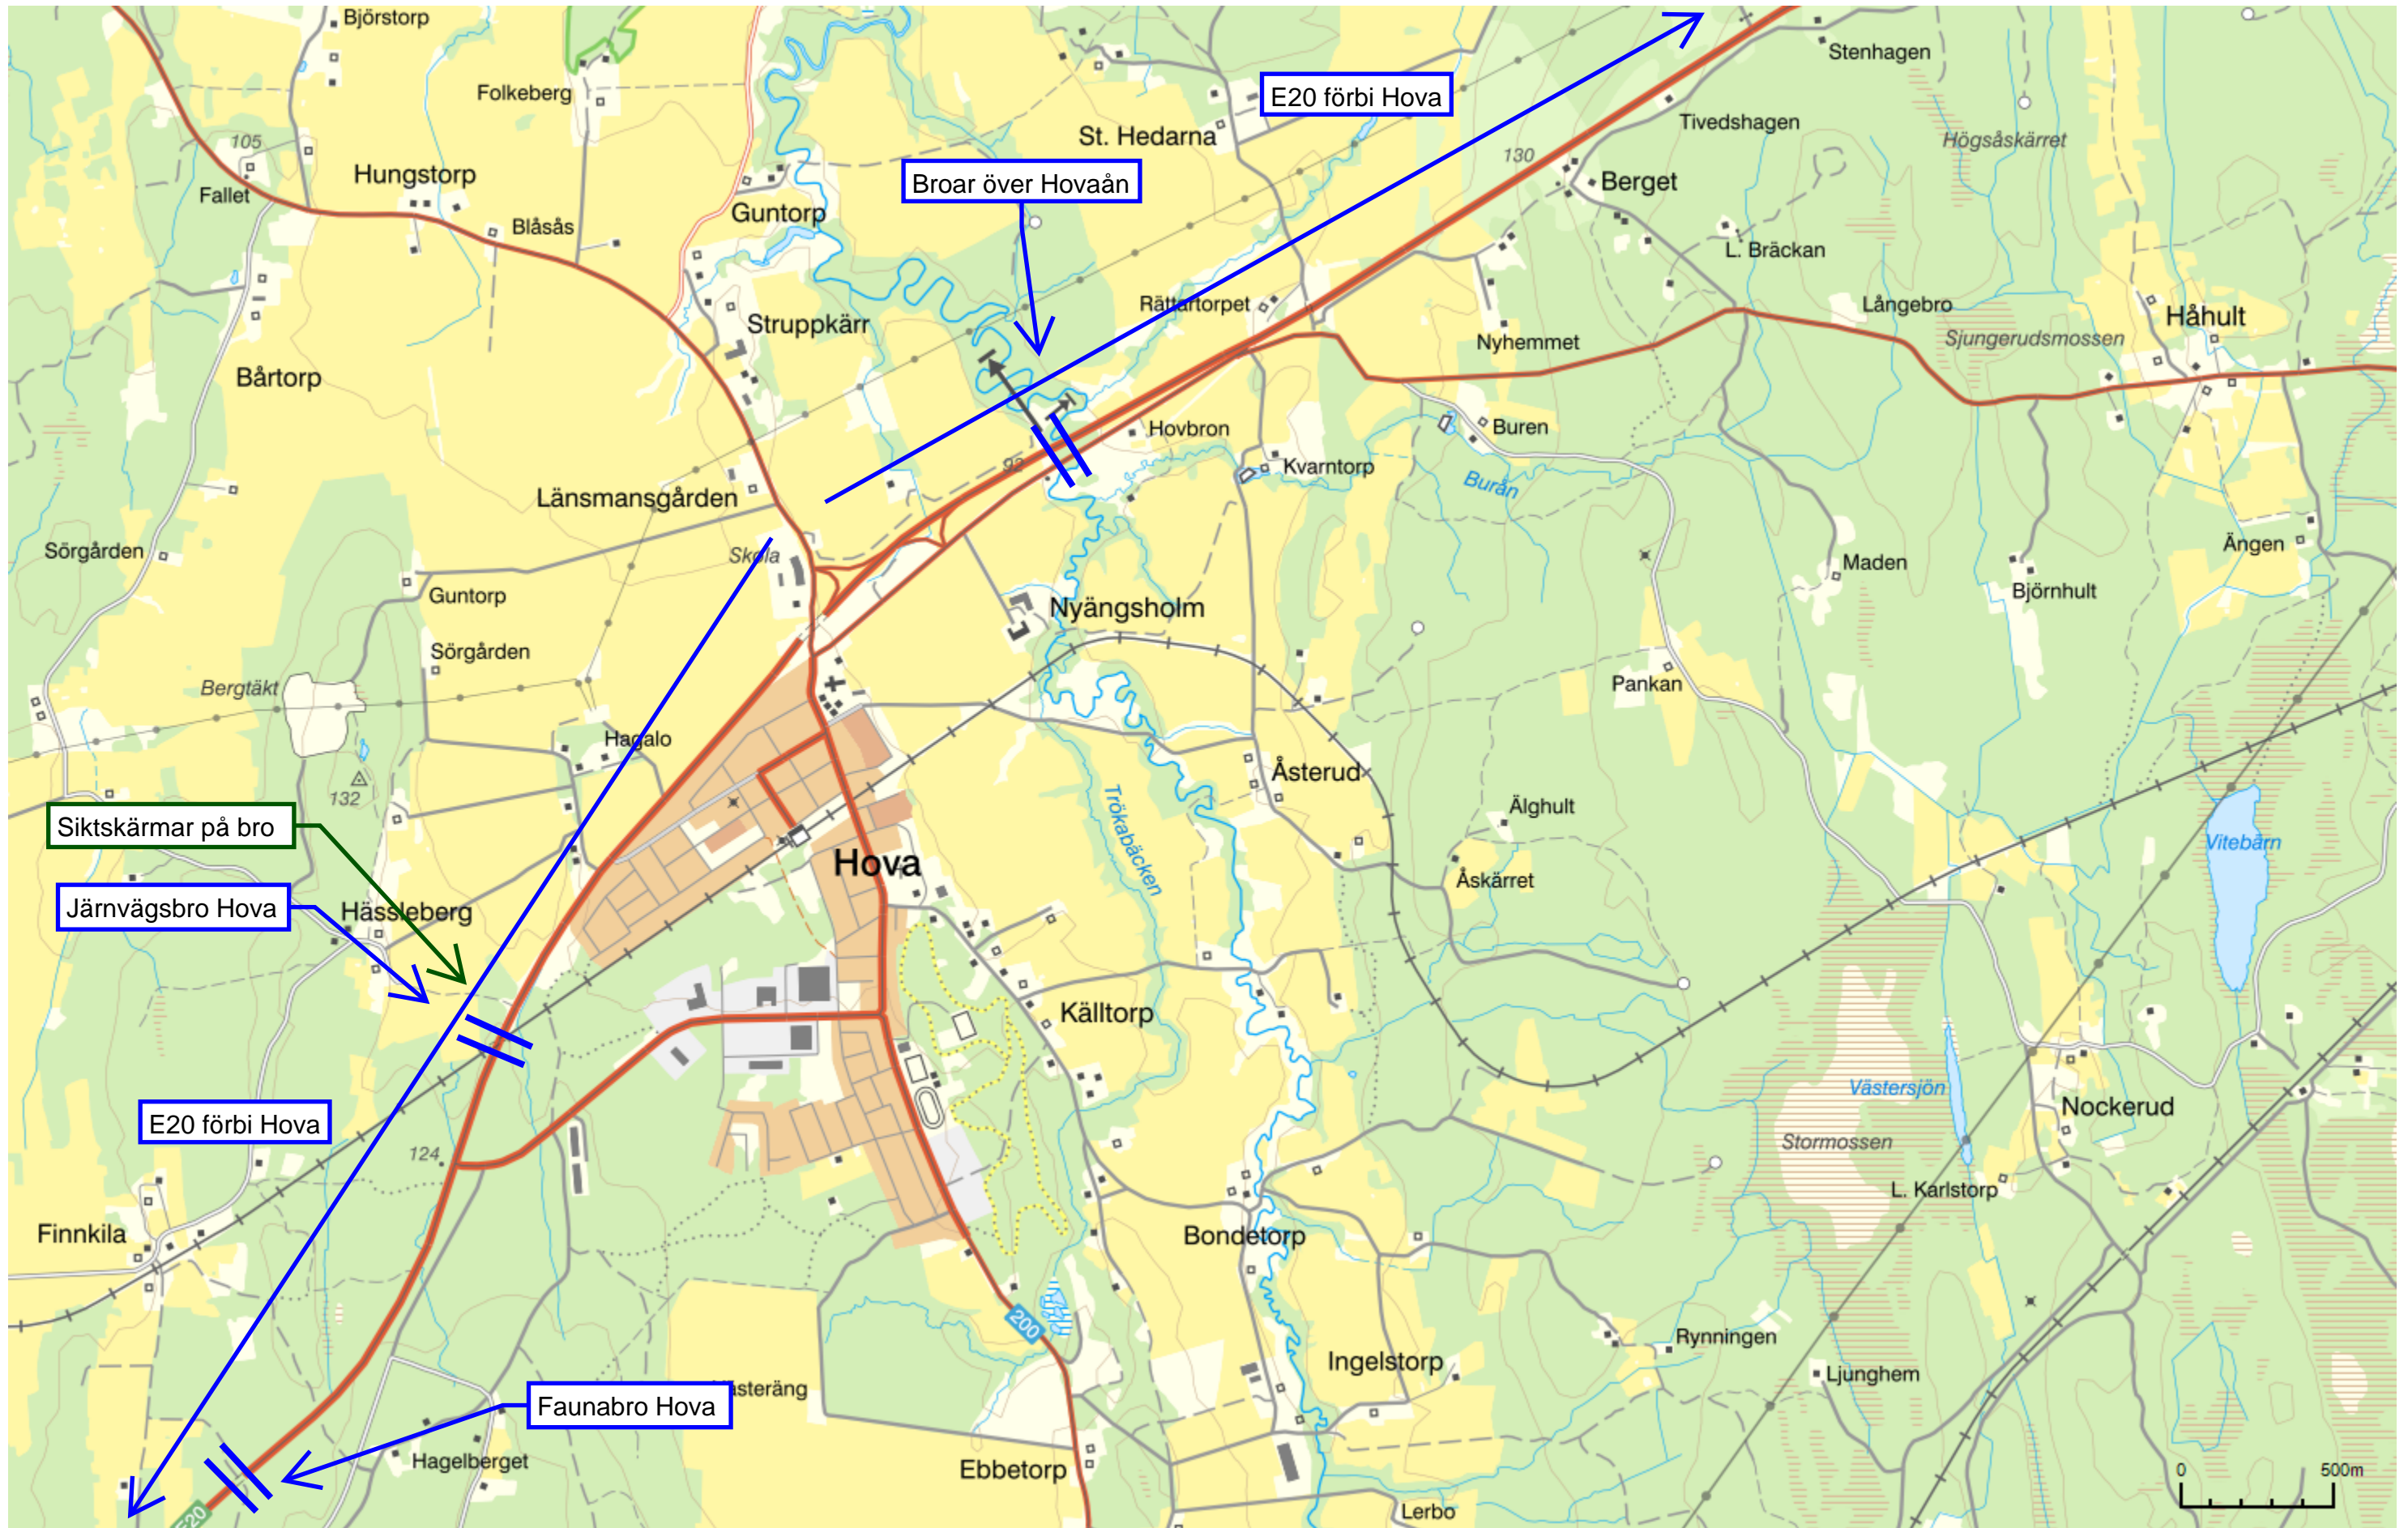 Björstorp
Stenhagen
Folkeberg
E20 förbi Hova
Tivedshagen
St. Hedarna
105
Högsåskärret
130
Hungstorp
Broar över Hovaån
Berget
Fallet
Guntorp
Blåsås
L. Bräckan
Rättartorpet
Långebro
Håhult
Struppkärr
Nyhemmet
Sjungerudsmossen
Bårtorp
Hovbron
Buren
92
Kvarntorp
Burån
Länsmansgården
Sörgården
Skola
Ängen
Maden
Guntorp
Björnhult
Nyängsholm
Sörgården
Bergtäkt
Pankan
Hagalo
Åsterud
132
Trökabäcken
Älghult
Siktskärmar på bro
Vitebärn
Hova
Åskärret
Järnvägsbro Hova
Hässleberg
Källtorp
Västersjön
Nockerud
E20 förbi Hova
Stormossen
124
L. Karlstorp
Finnkila
Bondetorp
200
Rynningen
Ingelstorp
Ljunghem
Västeräng
Faunabro Hova
Hagelberget
Ebbetorp
0 500m
E20
Lerbo